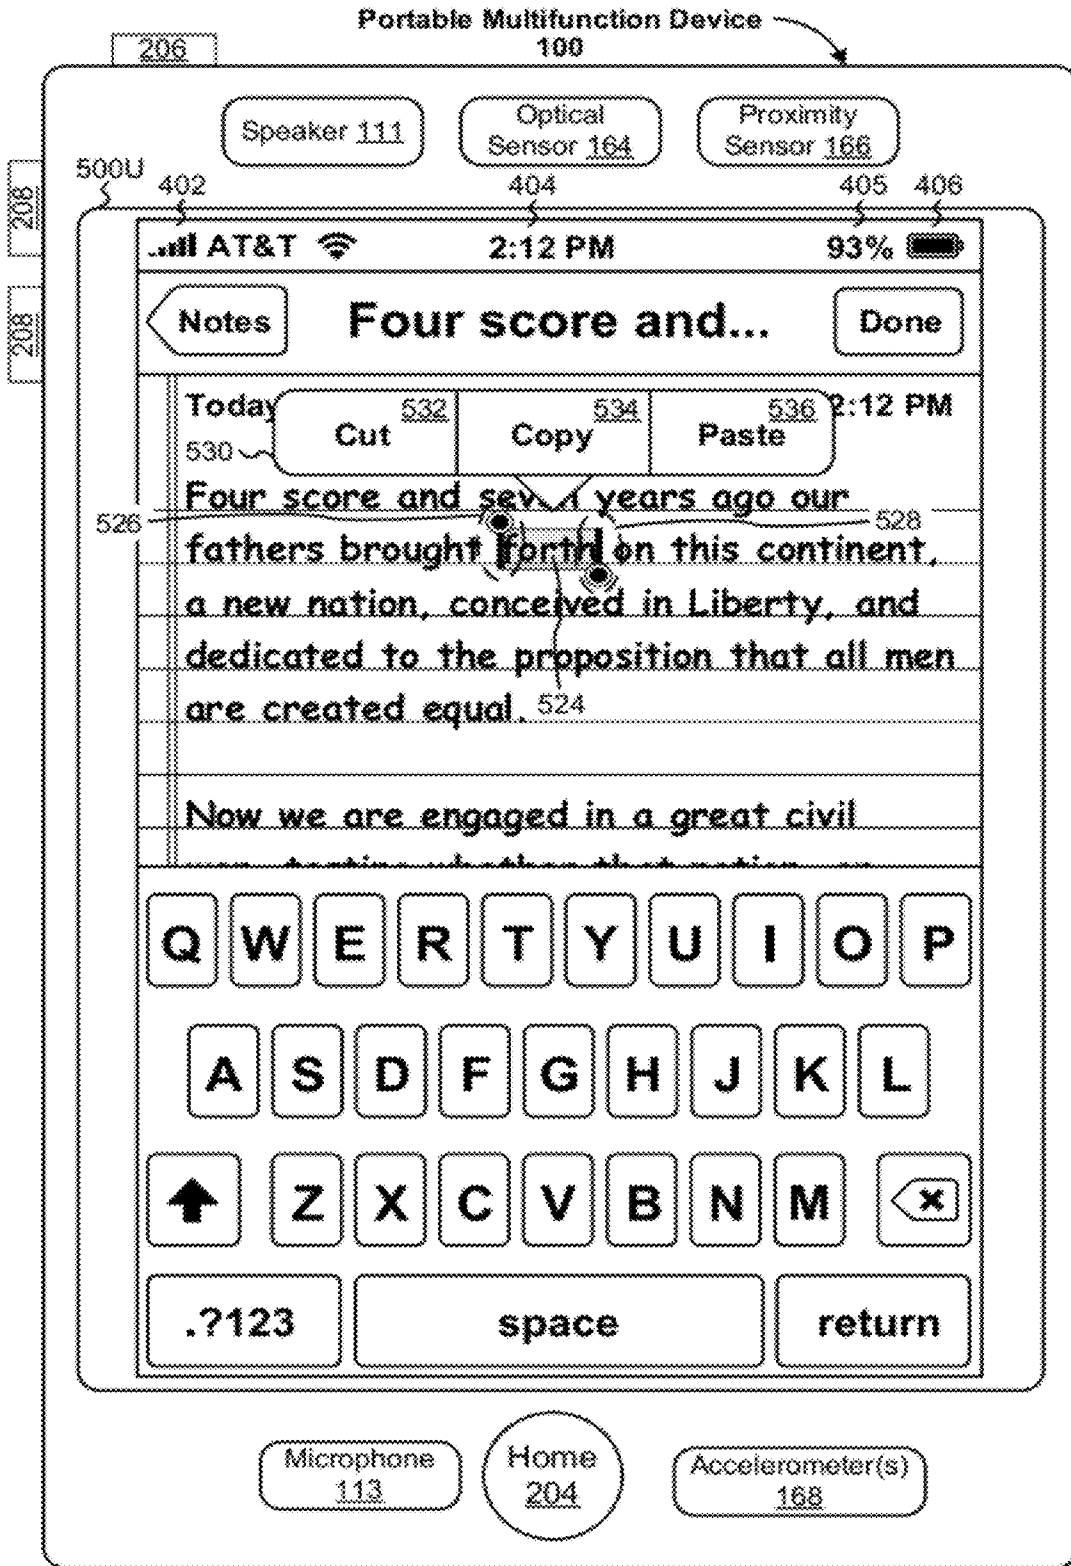 Portable Multifunction Device
100
206
Speaker 111
Optical
Sensor 164
Proximity
Sensor 166
208
208
500U
402
404
405
406
AT&T
2:12 PM
93%
Notes
Four score and...
Done
Today
2:12 PM
Cut
532
Copy
534
Paste
536
530
Four score and years ago our
526
528
fathers brought forth on this continent,
a new nation, conceived in Liberty, and
dedicated to the proposition that all men
are created equal.
524
Now we are engaged in a great civil
Q W E R T Y U I O P
A S D F G H J K L
Z X C V B N M
.?123
space
return
Microphone
113
Home
204
Accelerometer(s)
168